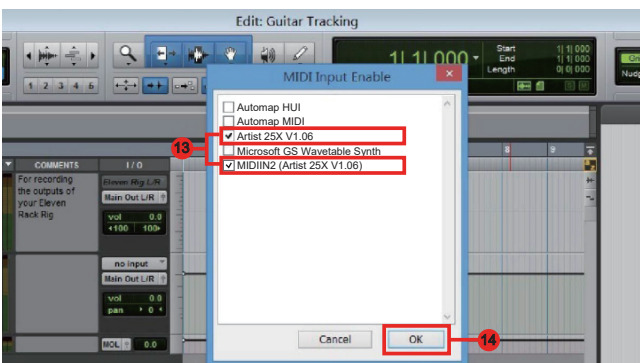 Edit: Guitar Tracking
1 2 3 4 5
1| 1| 000
Start 1| 1| 000
End 1| 1| 000
Length 0| 0| 000
Nudg
MIDI Input Enable
Automap HUI
Automap MIDI
13
Artist 25X V1.06
Microsoft GS Wavetable Synth
MIDIIN2 (Artist 25X V1.06)
8 9
COMMENTS I / O
For recording
the outputs of
your Eleven
Rack Rig
Eleven Rig L/R
Main Out L/R
vol 0.0
100 100
no input
Main Out L/R
vol 0.0
pan 0
NOL 0.0
Cancel OK
14